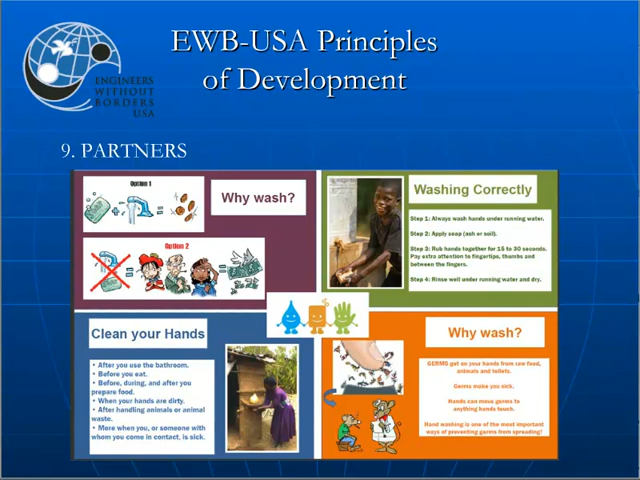 EWB-USA Principles
of Development
ENGINEERS
WITHOUT
BORDERS
USA
9. PARTNERS
Option 1
Why wash?
Option 2
Washing Correctly
Step 1: Always wash hands under running water.
Step 2: Apply soap (ash or soil).
Step 3: Rub hands together for 15 to 30 seconds.
Pay extra attention to fingertips, thumbs and
between the fingers.
Step 4: Rinse well under running water and dry.
Clean your Hands
• After you use the bathroom.
• Before you eat.
• Before, during, and after you
prepare food.
• When your hands are dirty.
• After handling animals or animal
waste.
• More when you, or someone with
whom you come in contact, is sick.
Why wash?
GERMS get on your hands from raw food,
animals and toilets.
Germs make you sick.
Hands can move germs to
anything hands touch.
Hand washing is one of the most important
ways of preventing germs from spreading!